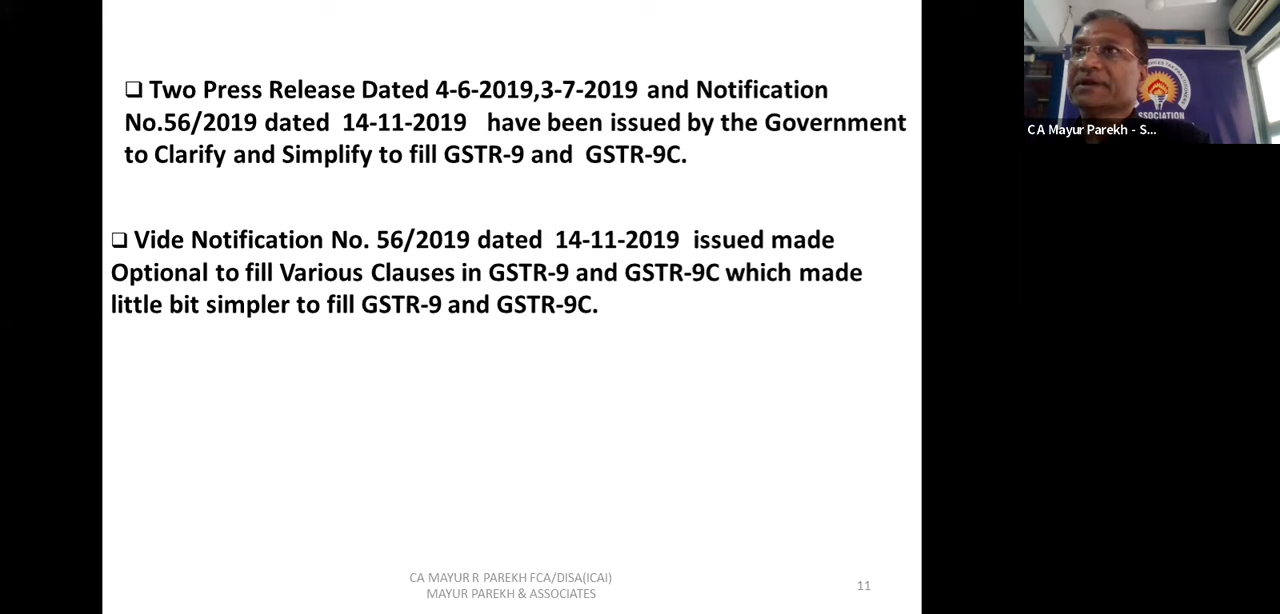 ❑ Two Press Release Dated 4-6-2019,3-7-2019 and Notification
No.56/2019 dated 14-11-2019 have been issued by the Government
to Clarify and Simplify to fill GSTR-9 and GSTR-9C.
❑ Vide Notification No. 56/2019 dated 14-11-2019 issued made
Optional to fill Various Clauses in GSTR-9 and GSTR-9C which made
little bit simpler to fill GSTR-9 and GSTR-9C.
CA MAYUR R PAREKH FCA/DISA(ICAI)
MAYUR PAREKH & ASSOCIATES
11
ASSOCIATION
CA Mayur Parekh - S...